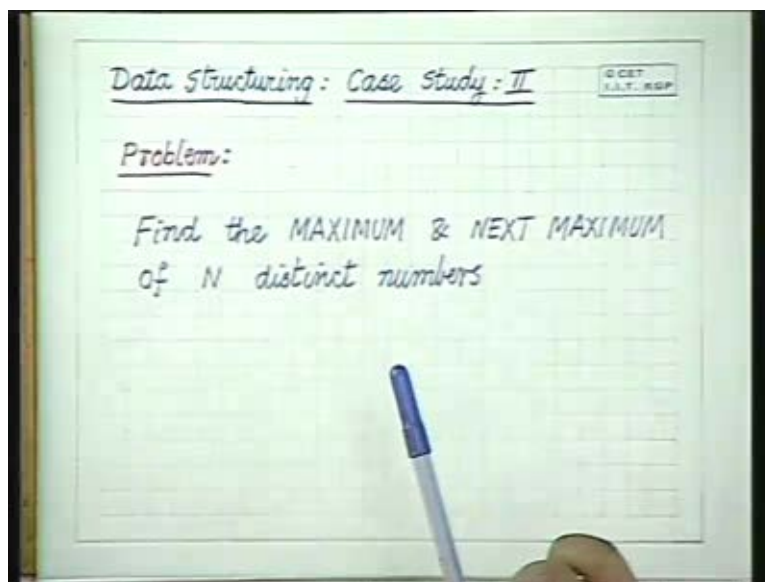 Data Structuring: Case Study: II
© CET
I.I.T. KGP
Problem:
Find the MAXIMUM & NEXT MAXIMUM
of N distinct numbers